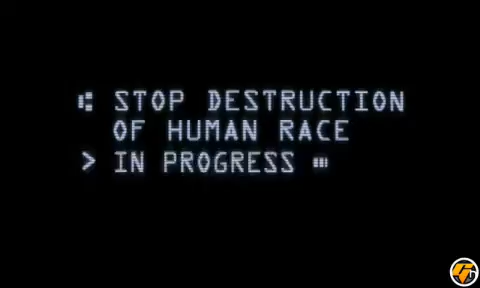 STOP DESTRUCTION
OF HUMAN RACE
> IN PROGRESS